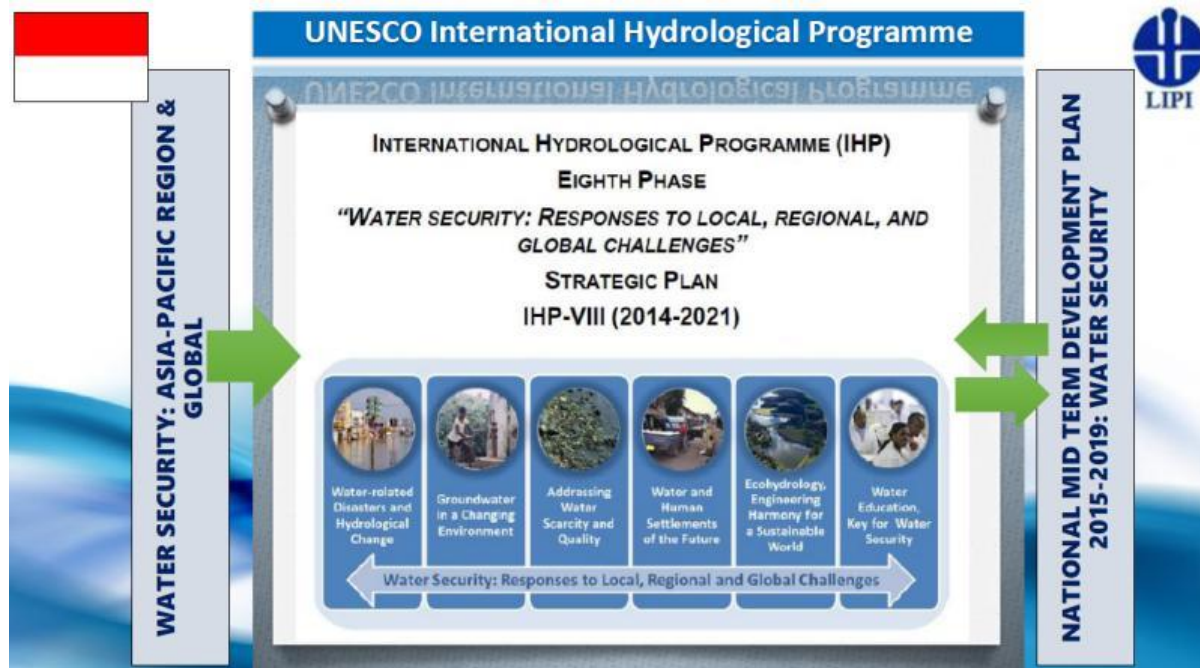 UNESCO International Hydrological Programme
UNESCO International Hydrological Programme
LIPI
WATER SECURITY: ASIA-PACIFIC REGION &
GLOBAL
INTERNATIONAL HYDROLOGICAL PROGRAMME (IHP)
EIGHTH PHASE
“WATER SECURITY: RESPONSES TO LOCAL, REGIONAL, AND
GLOBAL CHALLENGES”
STRATEGIC PLAN
IHP-VIII (2014-2021)
Water-related
Disasters and
Hydrological
Change
Groundwater
in a Changing
Environment
Addressing
Water
Scarcity and
Quality
Water and
Human
Settlements
of the Future
Ecohydrology,
Engineering
Harmony for
a Sustainable
World
Water
Education,
Key for Water
Security
Water Security: Responses to Local, Regional and Global Challenges
NATIONAL MID TERM DEVELOPMENT PLAN
2015-2019: WATER SECURITY